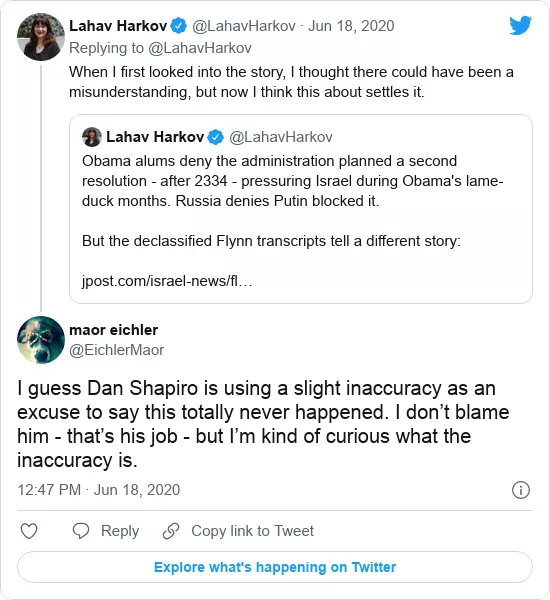 Lahav Harkov @LahavHarkov · Jun 18, 2020
Replying to @LahavHarkov
When I first looked into the story, I thought there could have been a
misunderstanding, but now I think this about settles it.
Lahav Harkov @LahavHarkov
Obama alums deny the administration planned a second
resolution - after 2334 - pressuring Israel during Obama's lame-
duck months. Russia denies Putin blocked it.
But the declassified Flynn transcripts tell a different story:
jpost.com/israel-news/fl…
maor eichler
@EichlerMaor
I guess Dan Shapiro is using a slight inaccuracy as an
excuse to say this totally never happened. I don’t blame
him - that’s his job - but I’m kind of curious what the
inaccuracy is.
12:47 PM · Jun 18, 2020
Reply Copy link to Tweet
Explore what's happening on Twitter